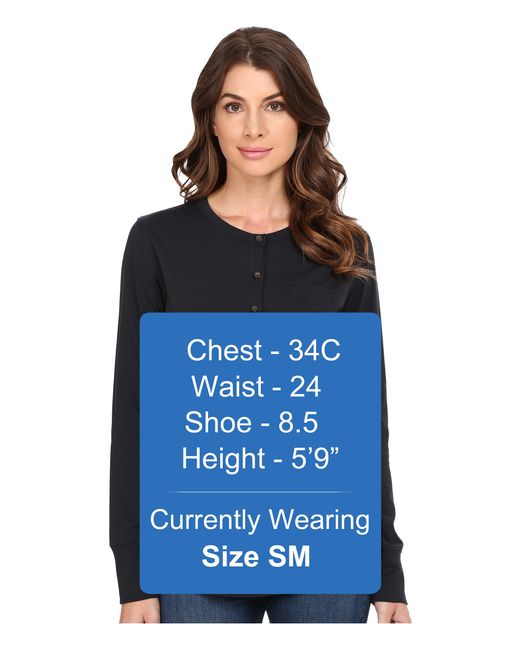 Chest - 34C
Waist - 24
Shoe - 8.5
Height - 5’9”
Currently Wearing
Size SM